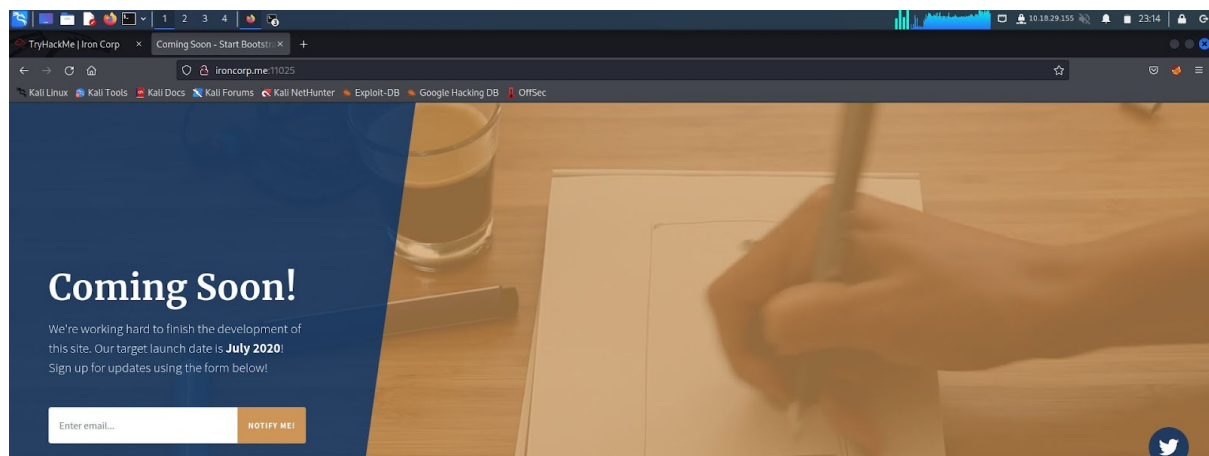 1 2 3 4
10.18.29.155
23:14
TryHackMe | Iron Corp
Coming Soon - Start Bootstra
ironcorp.me:11025
Kali Linux Kali Tools Kali Docs Kali Forums Kali NetHunter Exploit-DB Google Hacking DB OffSec
Coming Soon!
We're working hard to finish the development of
this site. Our target launch date is July 2020!
Sign up for updates using the form below!
Enter email...
NOTIFY ME!